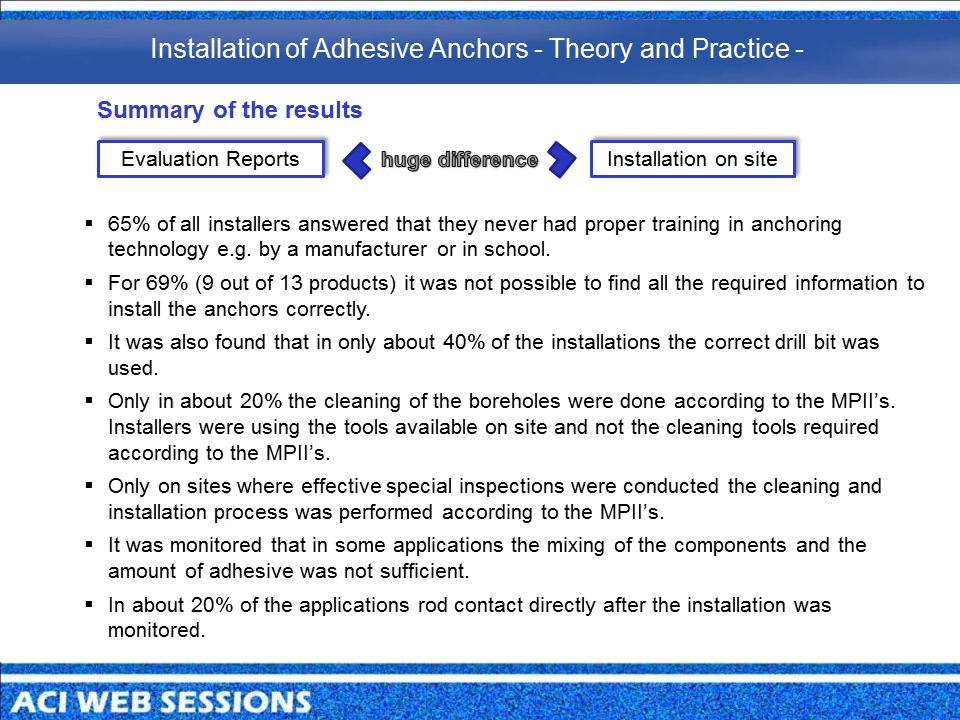 Installation of Adhesive Anchors - Theory and Practice -
Summary of the results
Evaluation Reports
huge difference
Installation on site
▪ 65% of all installers answered that they never had proper training in anchoring
technology e.g. by a manufacturer or in school.
▪ For 69% (9 out of 13 products) it was not possible to find all the required information to
install the anchors correctly.
▪ It was also found that in only about 40% of the installations the correct drill bit was
used.
▪ Only in about 20% the cleaning of the boreholes were done according to the MPII’s.
Installers were using the tools available on site and not the cleaning tools required
according to the MPII’s.
▪ Only on sites where effective special inspections were conducted the cleaning and
installation process was performed according to the MPII’s.
▪ It was monitored that in some applications the mixing of the components and the
amount of adhesive was not sufficient.
▪ In about 20% of the applications rod contact directly after the installation was
monitored.
ACI WEB SESSIONS